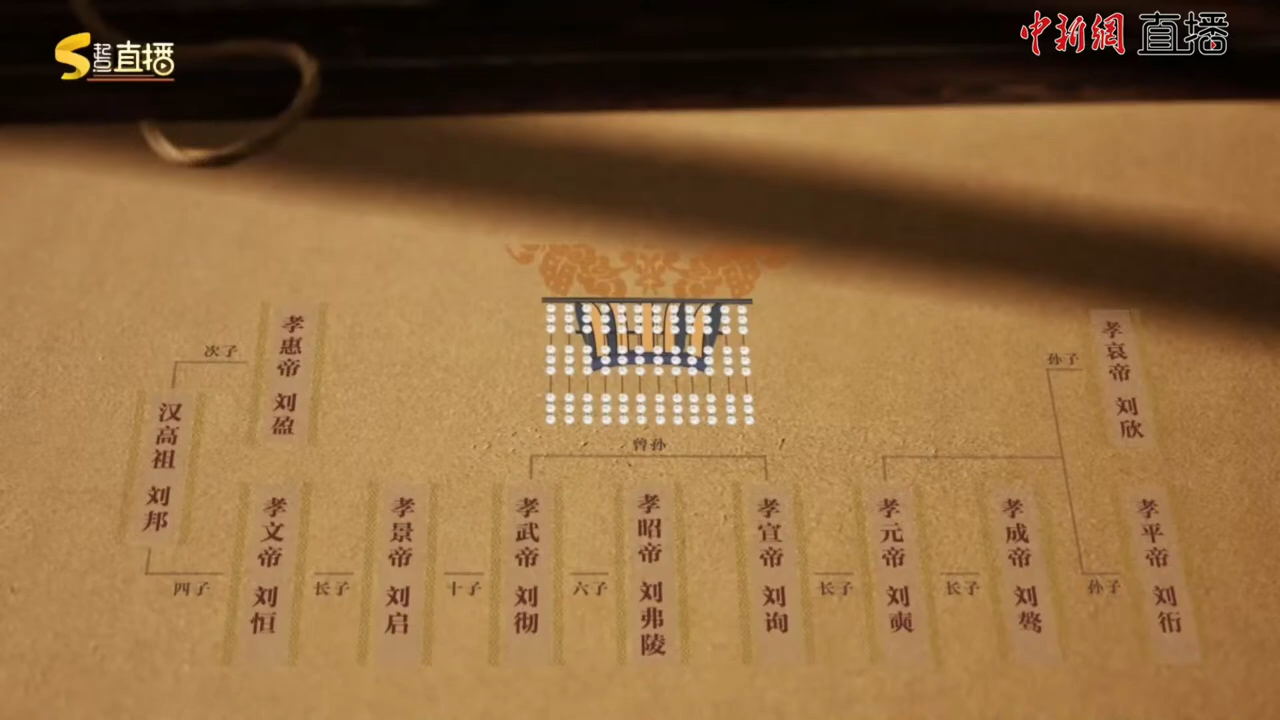 起点直播
中新網 直播
孝惠帝 刘盈
次子
汉高祖 刘邦
四子
孝文帝 刘恒
长子
孝景帝 刘启
十子
孝武帝 刘彻
六子
孝昭帝 刘弗陵
曾孙
孝宣帝 刘询
长子
孝元帝 刘奭
长子
孝成帝 刘骜
孙子
孝哀帝 刘欣
孙子
孝平帝 刘衎